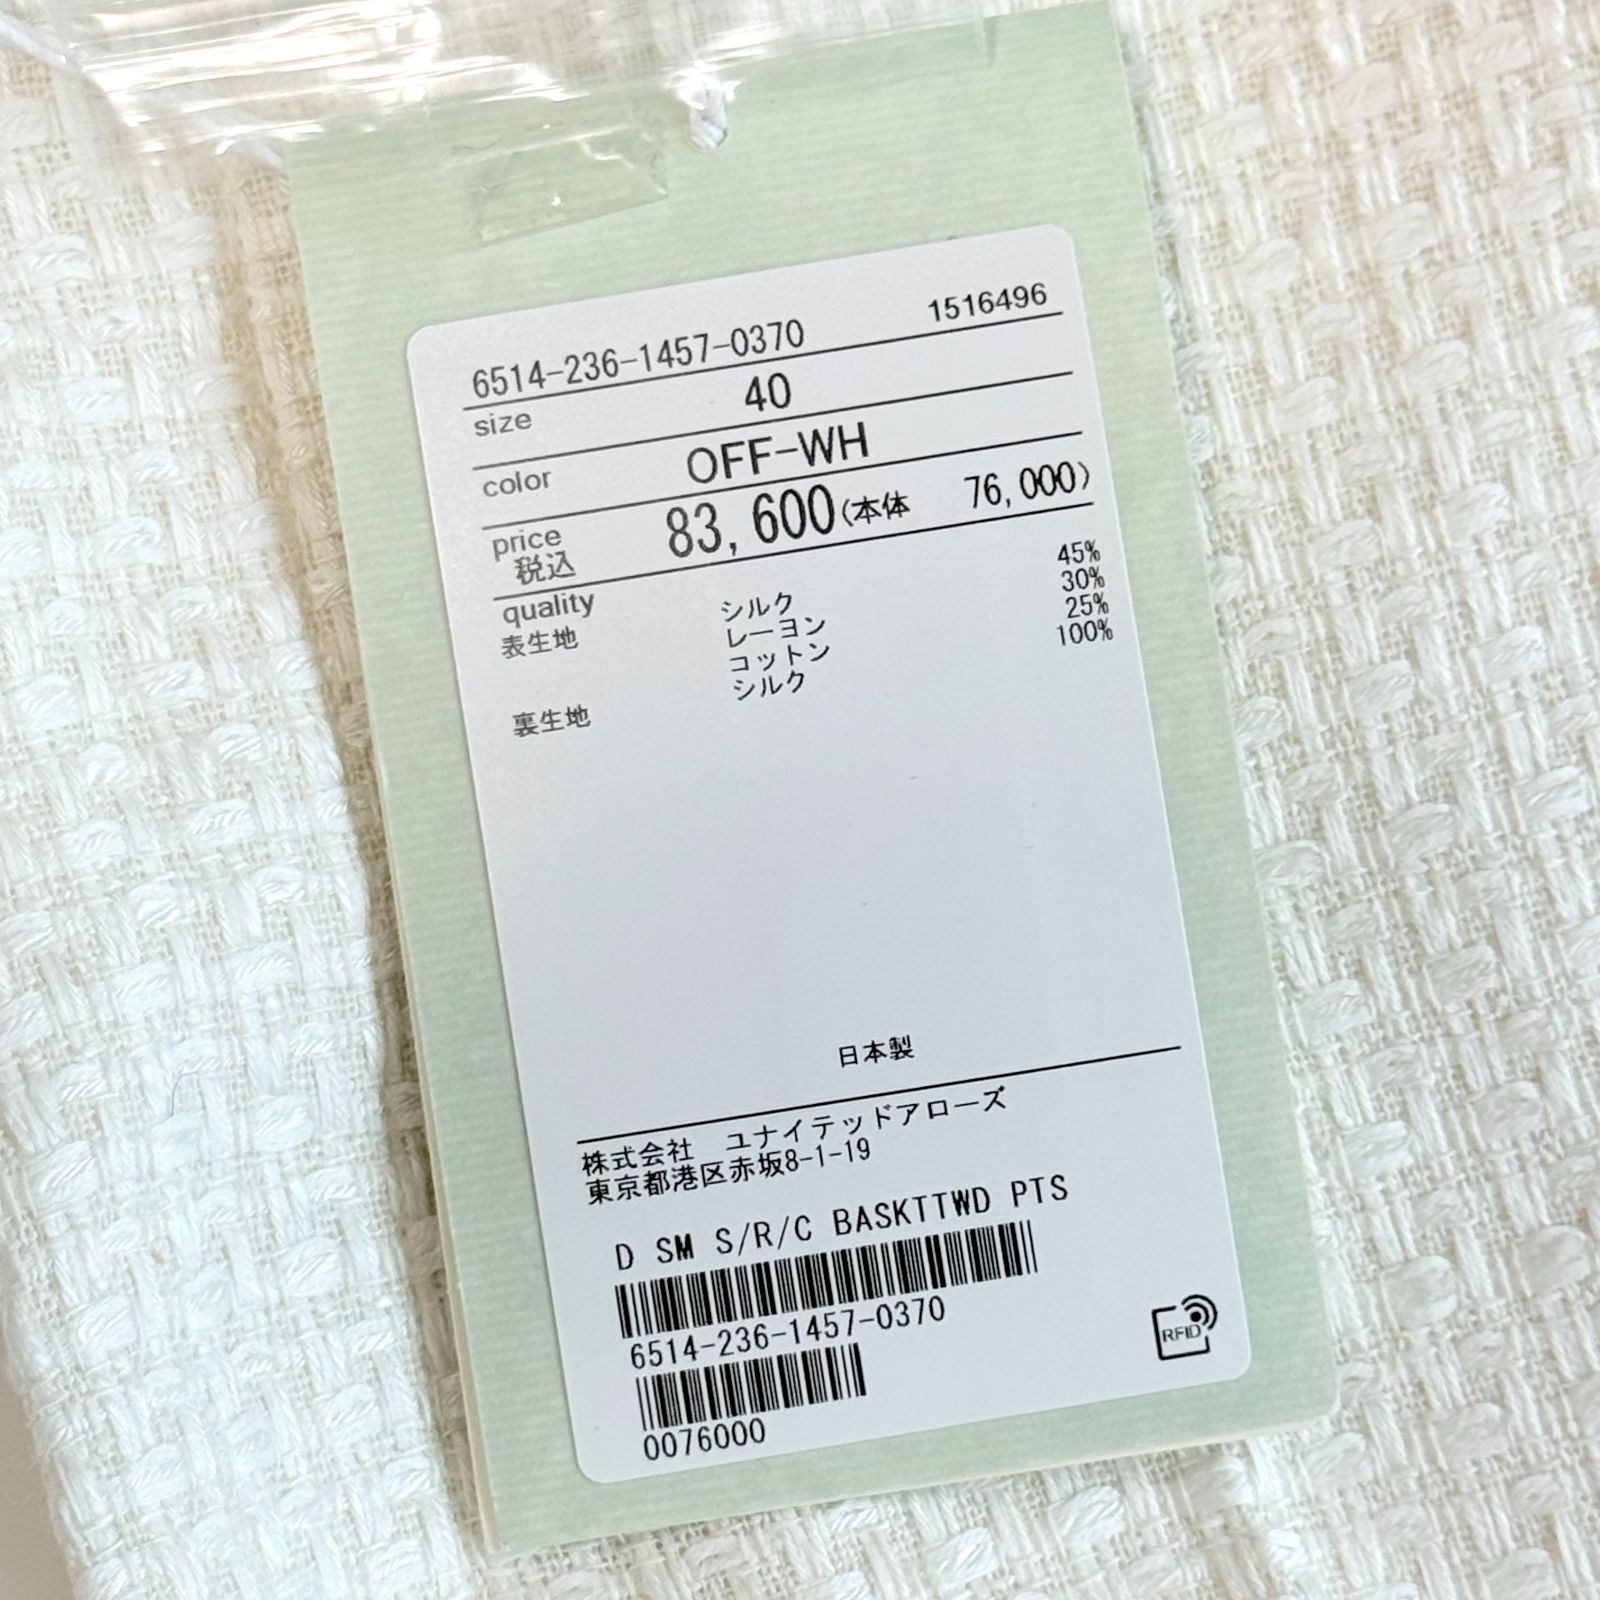 6514-236-1457-0370 1516496
size 40
color OFF-WH
price 税込 83,600(本体 76,000)
quality
表生地 シルク 45%
レーヨン 30%
コットン 25%
裏生地 シルク 100%
日本製
株式会社 ユナイテッドアローズ
東京都港区赤坂8-1-19
D SM S/R/C BASKTTWD PTS
6514-236-1457-0370
RFID
0076000